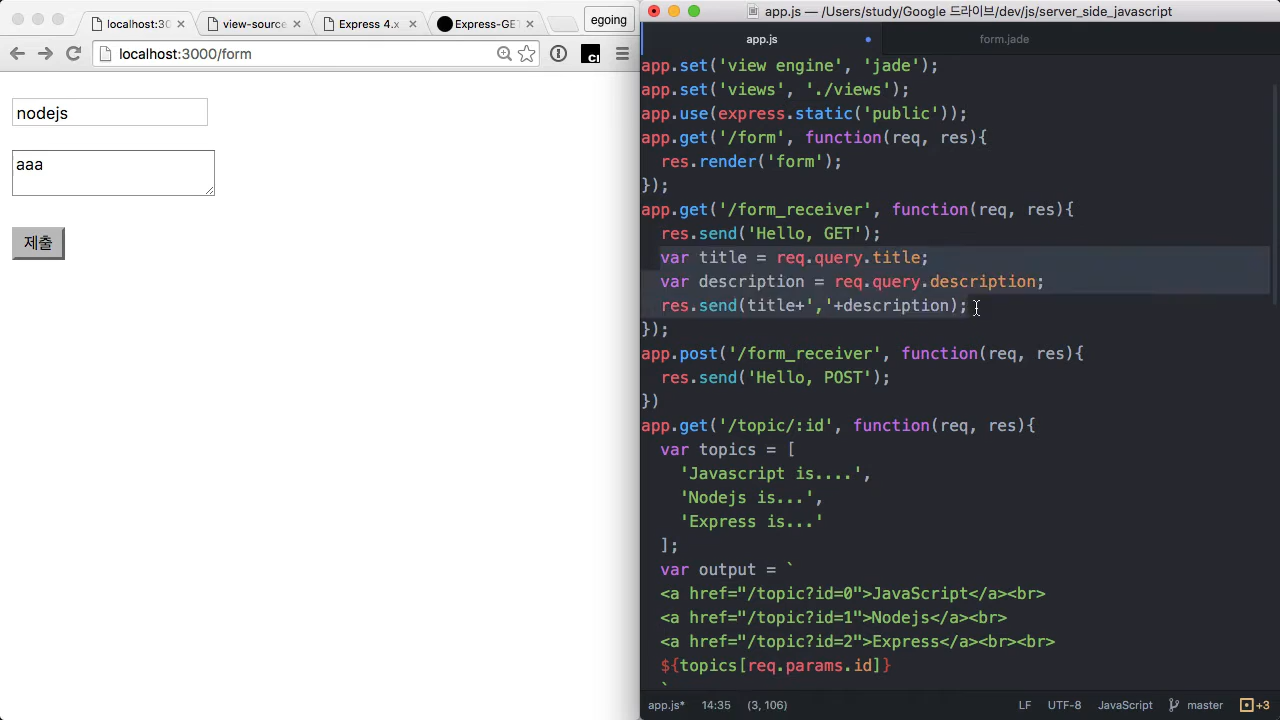 localhost:30
view-source
Express 4.x
Express-GE
egoing
localhost:3000/form
nodejs
aaa
제출
app.js — /Users/study/Google 드라이브/dev/js/server_side_javascript
app.js
form.jade
app.set('view engine', 'jade');
app.set('views', './views');
app.use(express.static('public'));
app.get('/form', function(req, res){
  res.render('form');
});
app.get('/form_receiver', function(req, res){
  res.send('Hello, GET');
  var title = req.query.title;
  var description = req.query.description;
  res.send(title+','+description);
});
app.post('/form_receiver', function(req, res){
  res.send('Hello, POST');
})
app.get('/topic/:id', function(req, res){
  var topics = [
    'Javascript is....',
    'Nodejs is...',
    'Express is...'
  ];
  var output = `
  <a href="/topic?id=0">JavaScript</a><br>
  <a href="/topic?id=1">Nodejs</a><br>
  <a href="/topic?id=2">Express</a><br><br>
  ${topics[req.params.id]}
  `
app.js* 14:35 (3, 106) LF UTF-8 JavaScript master +3